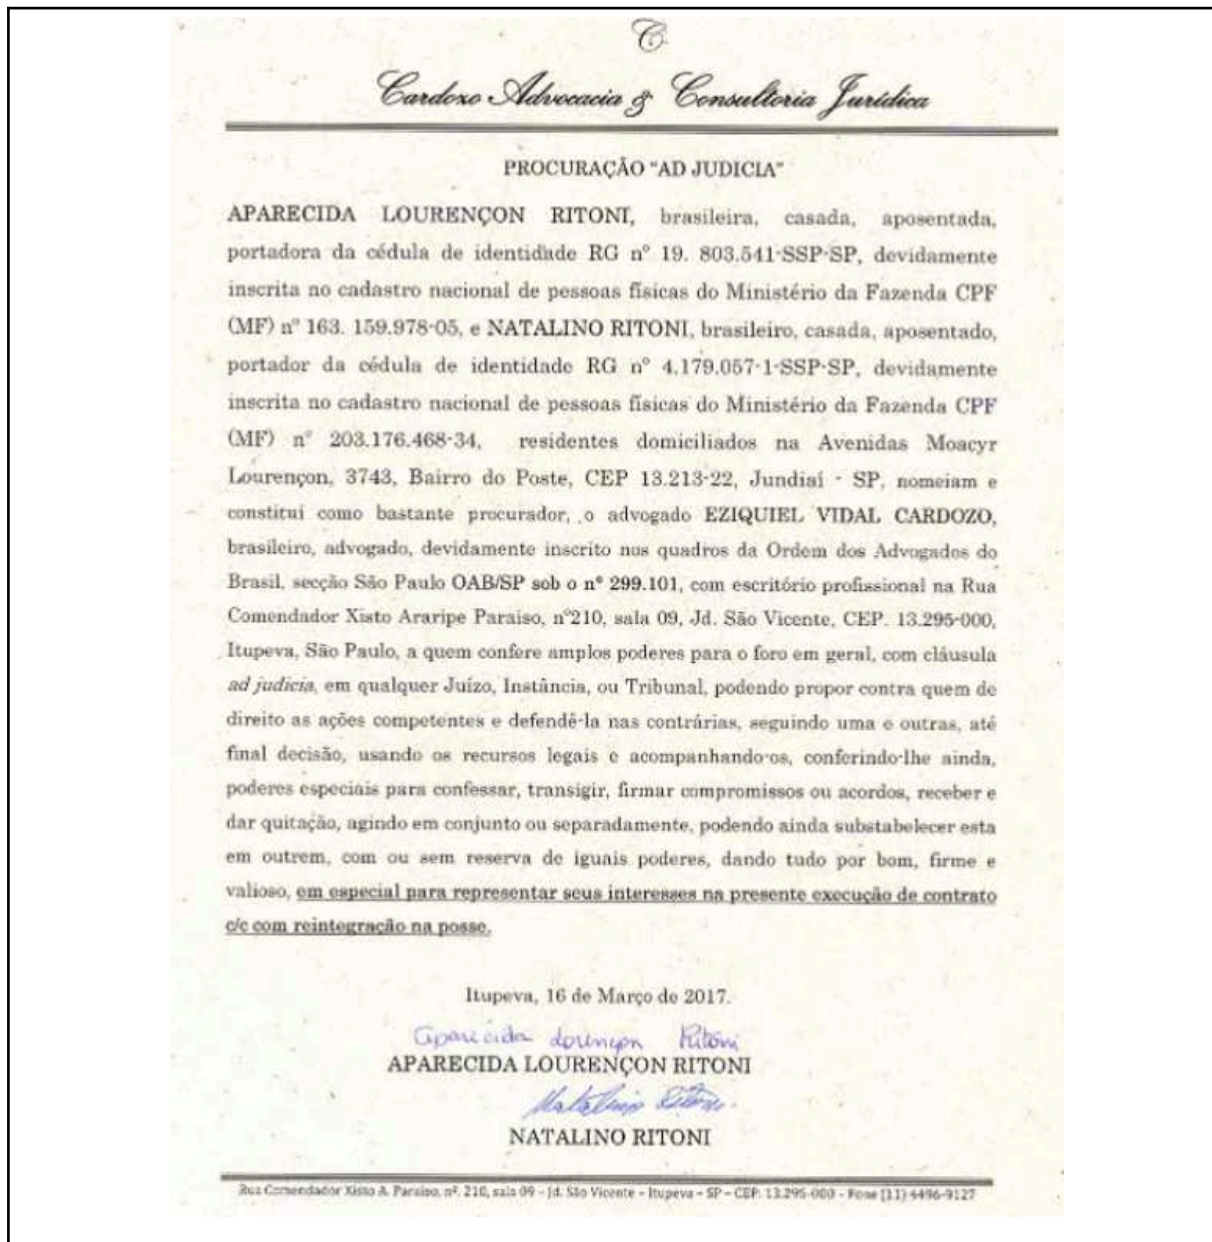 C
Cardozo Advocacia & Consultoria Jurídica
PROCURAÇÃO "AD JUDICIA"
APARECIDA LOURENÇON RITONI, brasileira, casada, aposentada,
portadora da cédula de identidade RG nº 19. 803.541-SSP-SP, devidamente
inscrita no cadastro nacional de pessoas físicas do Ministério da Fazenda CPF
(MF) nº 163. 159.978-05, e NATALINO RITONI, brasileiro, casada, aposentado,
portador da cédula de identidade RG nº 4.179.057-1-SSP-SP, devidamente
inscrita no cadastro nacional de pessoas físicas do Ministério da Fazenda CPF
(MF) nº 203.176.468-34, residentes domiciliados na Avenidas Moacyr
Lourençon, 3743, Bairro do Poste, CEP 13.213-22, Jundiaí - SP, nomeiam e
constitui como bastante procurador, o advogado EZIQUIEL VIDAL CARDOZO,
brasileiro, advogado, devidamente inscrito nos quadros da Ordem dos Advogados do
Brasil, secção São Paulo OAB/SP sob o nº 299.101, com escritório profissional na Rua
Comendador Xisto Araripe Paraiso, nº210, sala 09, Jd. São Vicente, CEP. 13.295-000,
Itupeva, São Paulo, a quem confere amplos poderes para o foro em geral, com cláusula
ad judicia, em qualquer Juízo, Instância, ou Tribunal, podendo propor contra quem de
direito as ações competentes e defendê-la nas contrárias, seguindo uma e outras, até
final decisão, usando os recursos legais e acompanhando-os, conferindo-lhe ainda,
poderes especiais para confessar, transigir, firmar compromissos ou acordos, receber e
dar quitação, agindo em conjunto ou separadamente, podendo ainda substabelecer esta
em outrem, com ou sem reserva de iguais poderes, dando tudo por bom, firme e
valioso, em especial para representar seus interesses na presente execução de contrato
c/c com reintegração na posse.
Itupeva, 16 de Março de 2017.
Aparecida Lourençon Ritoni
APARECIDA LOURENÇON RITONI
Natalino Ritoni
NATALINO RITONI
Rua Comendador Xisto A. Paraiso, nº. 210, sala 09 - Jd. São Vicente - Itupeva - SP - CEP: 13.295-000 - Fone (11) 4496-9127